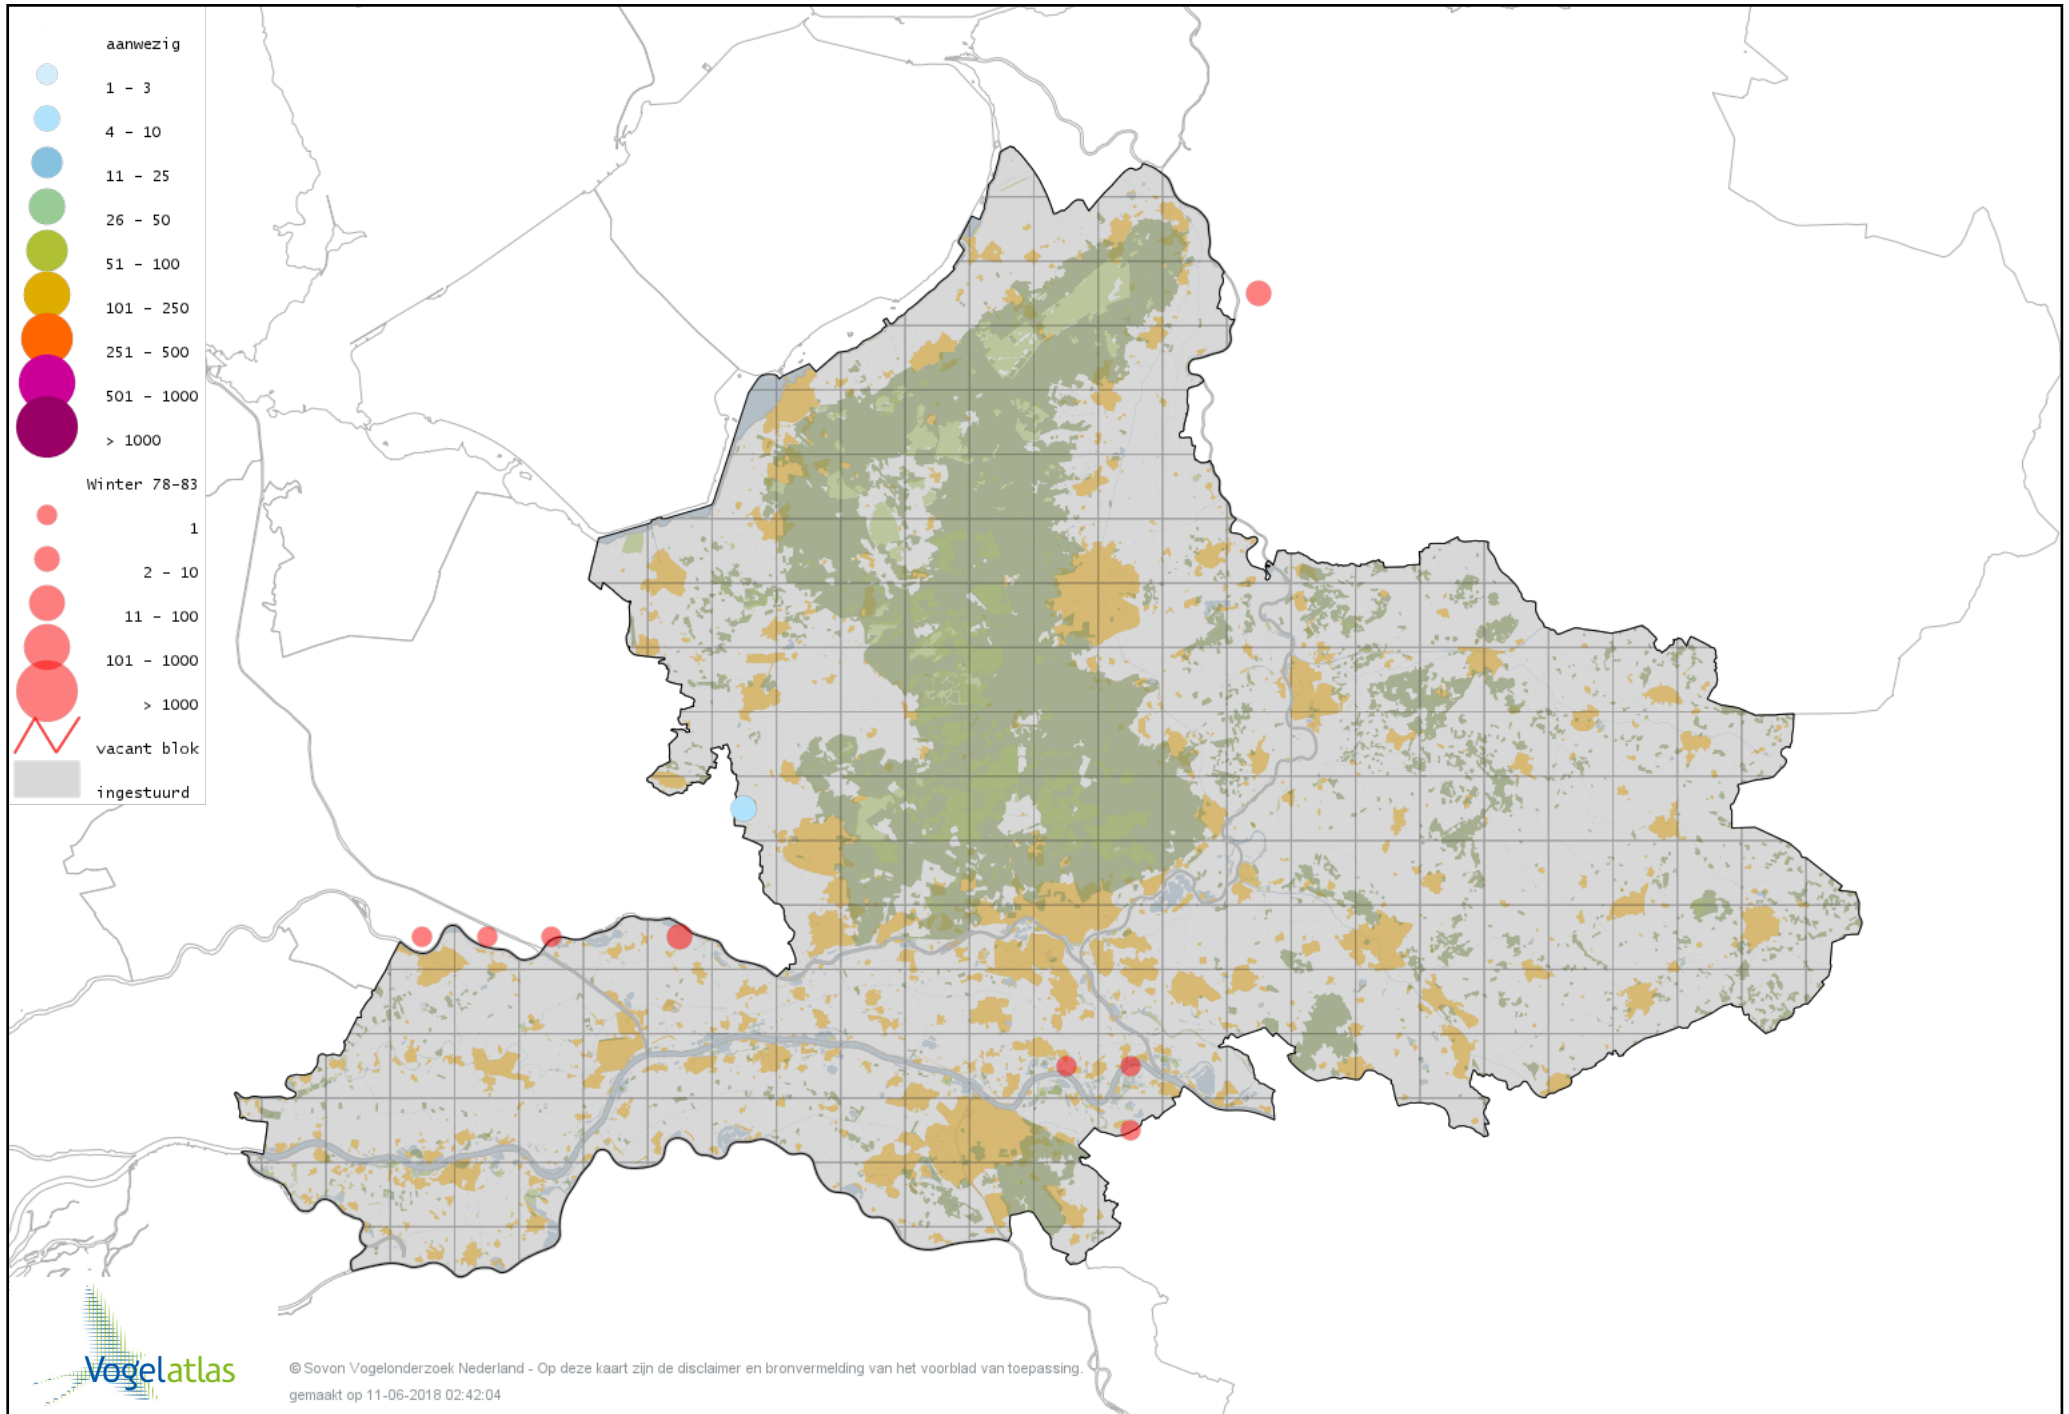 aanwezig
1 – 3
4 – 10
11 – 25
26 – 50
51 – 100
101 – 250
251 – 500
501 – 1000
> 1000
Winter 78-83
1
2 – 10
11 – 100
101 – 1000
> 1000
vacant blok
ingestuurd
Vogelatlas
© Sovon Vogelonderzoek Nederland - Op deze kaart zijn de disclaimer en bronvermelding van het voorblad van toepassing.
gemaakt op 11-06-2018 02:42:04